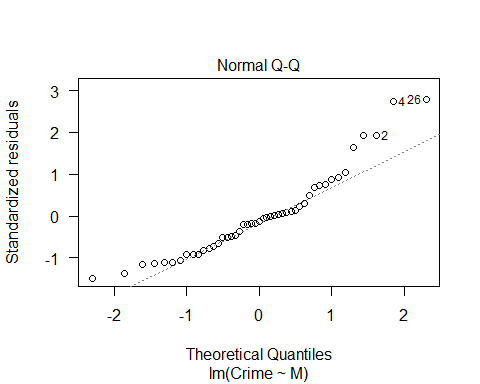 Normal Q-Q
Standardized residuals
3
2
1
0
-1
4 26
2
-2 -1 0 1 2
Theoretical Quantiles
lm(Crime ~ M)